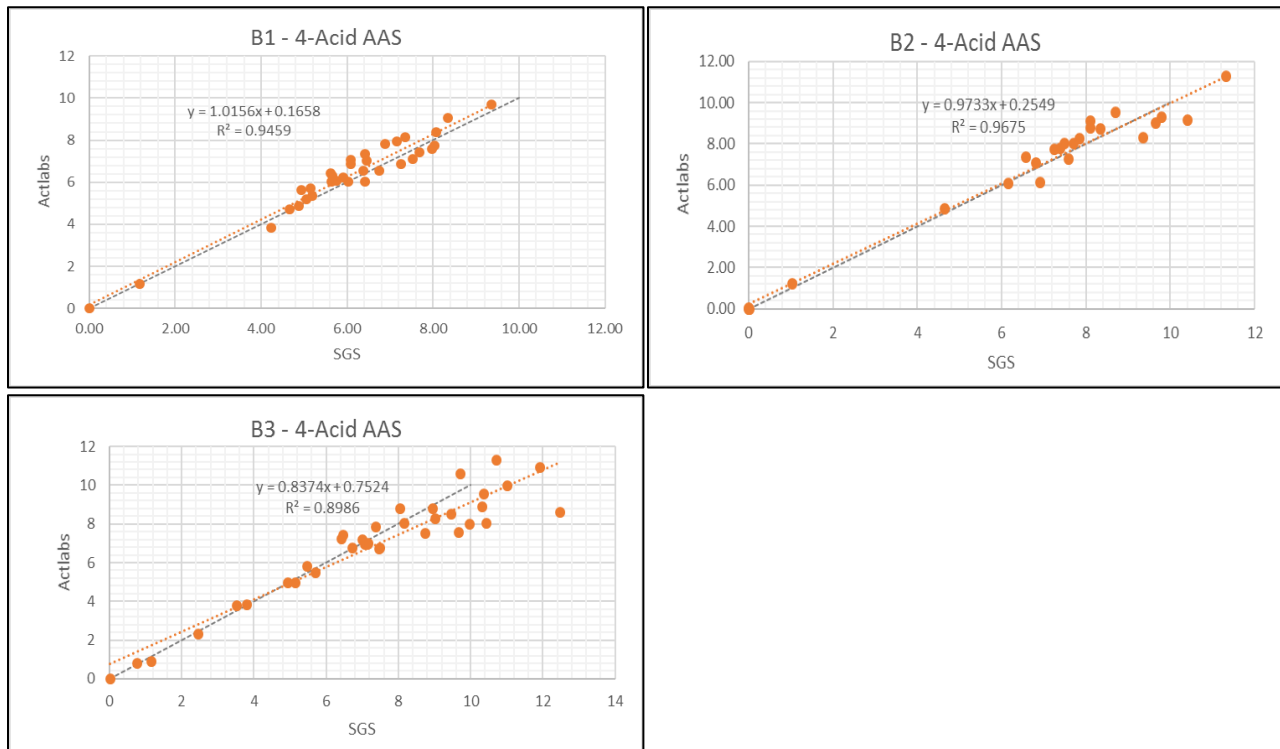 B1 - 4-Acid AAS
12
10
8
6
4
2
0
y = 1.0156x + 0.1658
R² = 0.9459
Actlabs
0.00 2.00 4.00 6.00 8.00 10.00 12.00
SGS
B2 - 4-Acid AAS
12.00
10.00
8.00
6.00
4.00
2.00
0.00
y = 0.9733x + 0.2549
R² = 0.9675
Actlabs
0 2 4 6 8 10 12
SGS
B3 - 4-Acid AAS
12
10
8
6
4
2
0
y = 0.8374x + 0.7524
R² = 0.8986
Actlabs
0 2 4 6 8 10 12 14
SGS